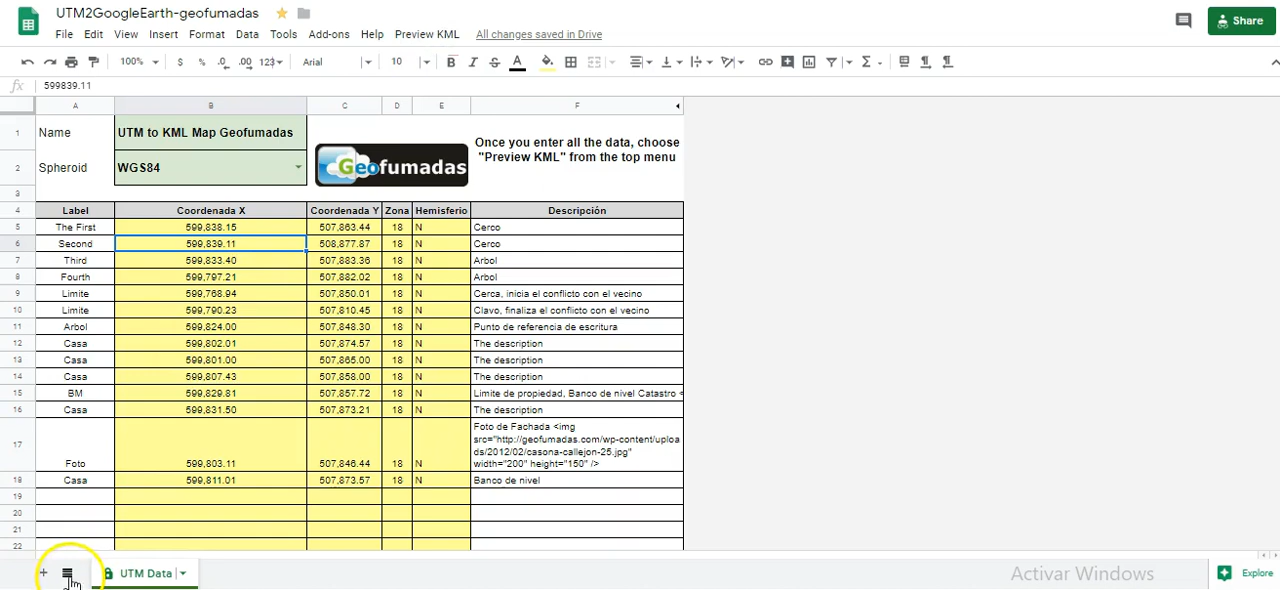 UTM2GoogleEarth-geofumadas
File Edit View Insert Format Data Tools Add-ons Help Preview KML All changes saved in Drive
Share
100% $ % .0 .00 123 Arial 10 B I S A Σ
fx 599839.11
A B C D E F
1 Name UTM to KML Map Geofumadas
Once you enter all the data, choose
"Preview KML" from the top menu
2 Spheroid WGS84
Geofumadas
3
4 Label Coordenada X Coordenada Y Zona Hemisferio Descripción
5 The First 599,838.15 507,863.44 18 N Cerco
6 Second 599,839.11 508,877.87 18 N Cerco
7 Third 599,833.40 507,883.36 18 N Arbol
8 Fourth 599,797.21 507,882.02 18 N Arbol
9 Limite 599,768.94 507,850.01 18 N Cerca, inicia el conflicto con el vecino
10 Limite 599,790.23 507,810.45 18 N Clavo, finaliza el conflicto con el vecino
11 Arbol 599,824.00 507,848.30 18 N Punto de referencia de escritura
12 Casa 599,802.01 507,874.57 18 N The description
13 Casa 599,801.00 507,865.00 18 N The description
14 Casa 599,807.43 507,858.00 18 N The description
15 BM 599,829.81 507,857.72 18 N Limite de propiedad, Banco de nivel Catastro <
16 Casa 599,831.50 507,873.21 18 N The description
Foto de Fachada <img
src="http://geofumadas.com/wp-content/uploa
17
ds/2012/02/casona-callejon-25.jpg"
Foto 599,803.11 507,846.44 18 N width="200" height="150" />
18 Casa 599,811.01 507,873.57 18 N Banco de nivel
19
20
21
22
+ UTM Data
Activar Windows
Explore